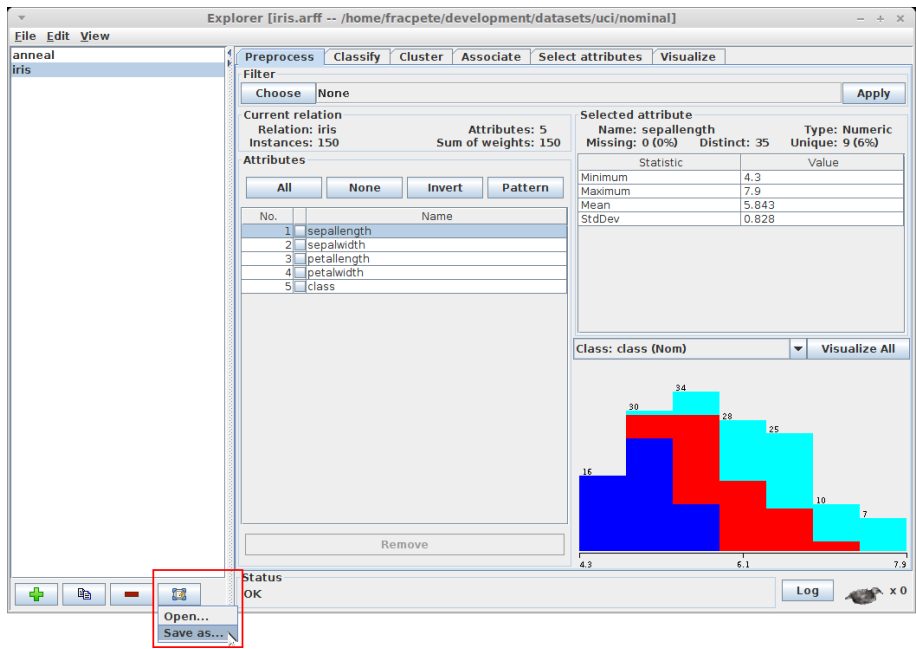 Explorer [iris.arff -- /home/fracpete/development/datasets/uci/nominal]
File Edit View
anneal
iris
Preprocess Classify Cluster Associate Select attributes Visualize
Filter
Choose None Apply
Current relation
Relation: iris Attributes: 5
Instances: 150 Sum of weights: 150
Attributes
All None Invert Pattern
No. Name
1 sepallength
2 sepalwidth
3 petallength
4 petalwidth
5 class
Remove
Selected attribute
Name: sepallength Type: Numeric
Missing: 0 (0%) Distinct: 35 Unique: 9 (6%)
Statistic Value
Minimum 4.3
Maximum 7.9
Mean 5.843
StdDev 0.828
Class: class (Nom) Visualize All
16
30
34
28
25
10
7
4.3 6.1 7.9
Status
OK
Log x 0
Open...
Save as...